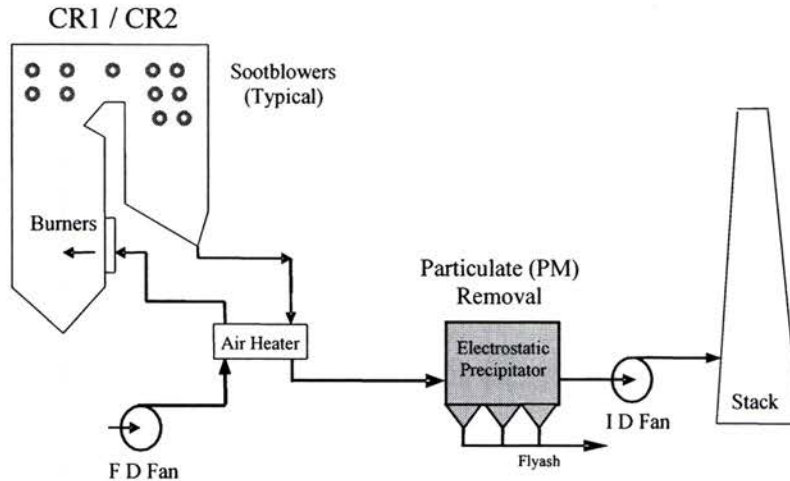 CR1 / CR2
Sootblowers
(Typical)
Burners
Particulate (PM)
Removal
Air Heater
Electrostatic
Precipitator
Stack
I D Fan
Flyash
F D Fan